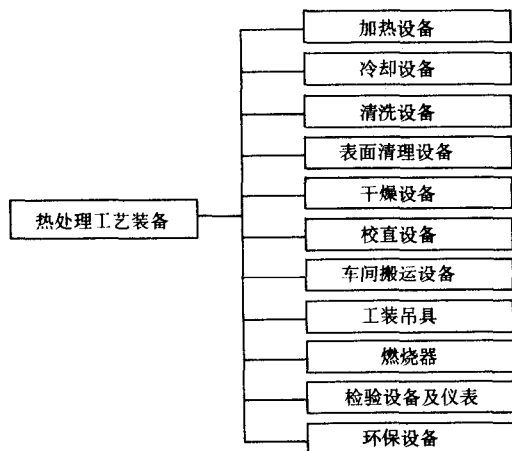 加热设备
冷却设备
清洗设备
表面清理设备
干燥设备
热处理工艺装备
校直设备
车间搬运设备
工装吊具
燃烧器
检验设备及仪表
环保设备